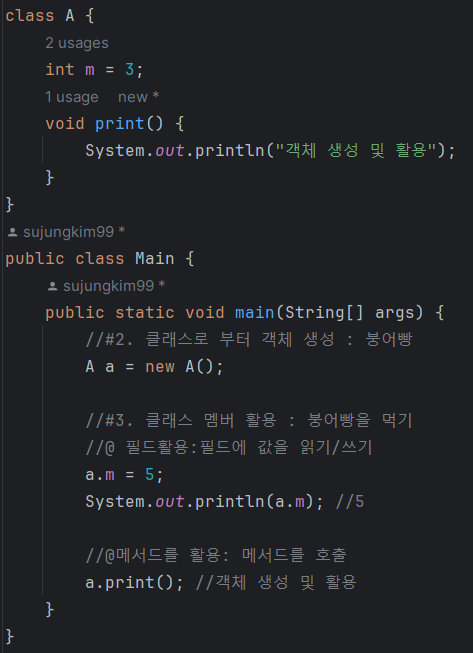 class A {
2 usages
int m = 3;
1 usage new *
void print() {
System.out.println("객체 생성 및 활용");
}
}
sujungkim99 *
public class Main {
sujungkim99 *
public static void main(String[] args) {
//#2. 클래스로 부터 객체 생성 : 붕어빵
A a = new A();
//#3. 클래스 멤버 활용 : 붕어빵을 먹기
//@ 필드활용:필드에 값을 읽기/쓰기
a.m = 5;
System.out.println(a.m); //5
//@메서드를 활용: 메서드를 호출
a.print(); //객체 생성 및 활용
}
}